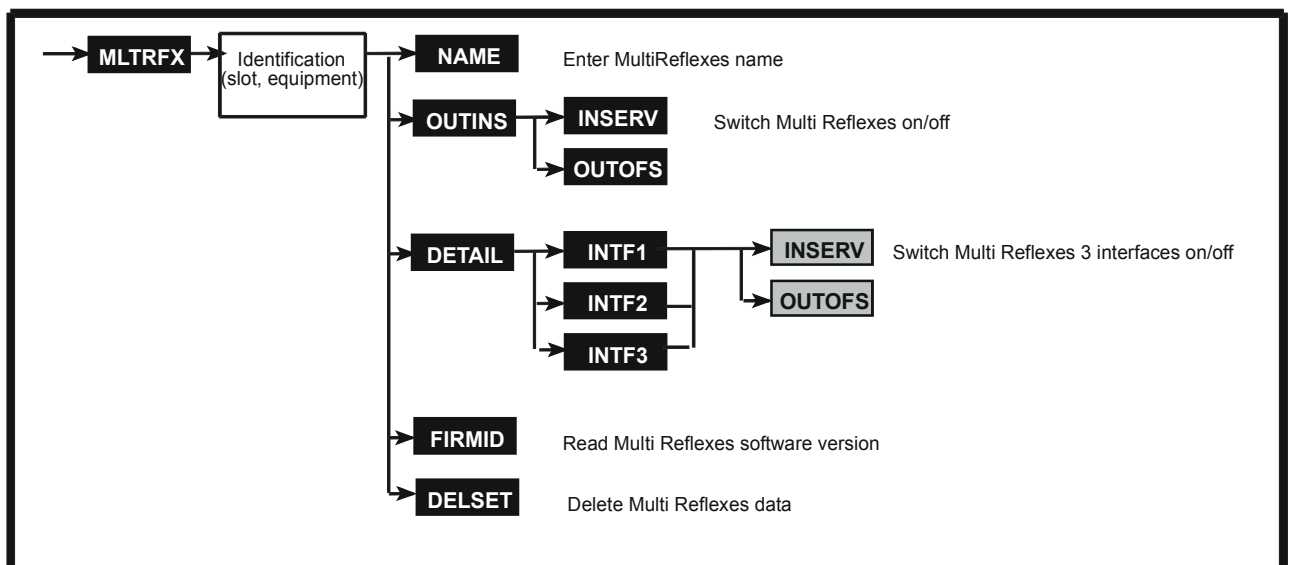 MLTRFX
Identification
(slot, equipment)
NAME
Enter MultiReflexes name
OUTINS
INSERV
Switch Multi Reflexes on/off
OUTOFS
DETAIL
INTF1
INSERV
Switch Multi Reflexes 3 interfaces on/off
INTF2
OUTOFS
INTF3
FIRMID
Read Multi Reflexes software version
DELSET
Delete Multi Reflexes data